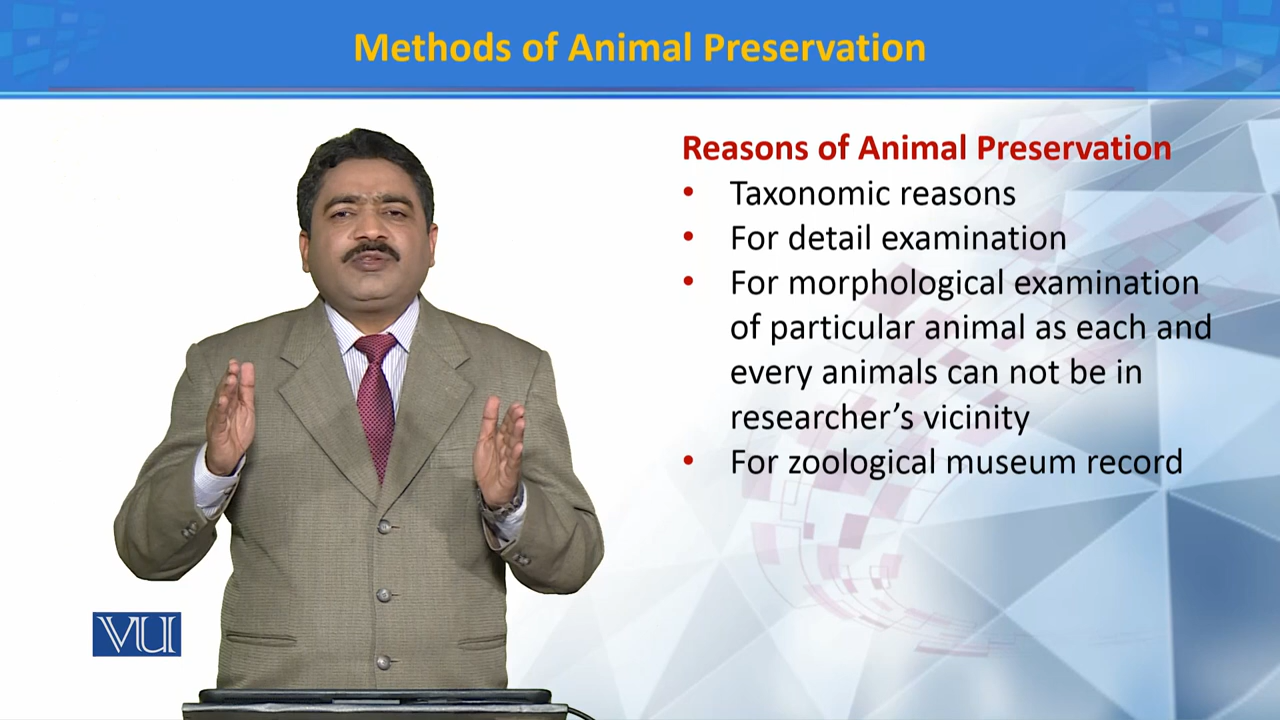 Methods of Animal Preservation
Reasons of Animal Preservation
• Taxonomic reasons
• For detail examination
• For morphological examination
of particular animal as each and
every animals can not be in
researcher’s vicinity
• For zoological museum record
VU